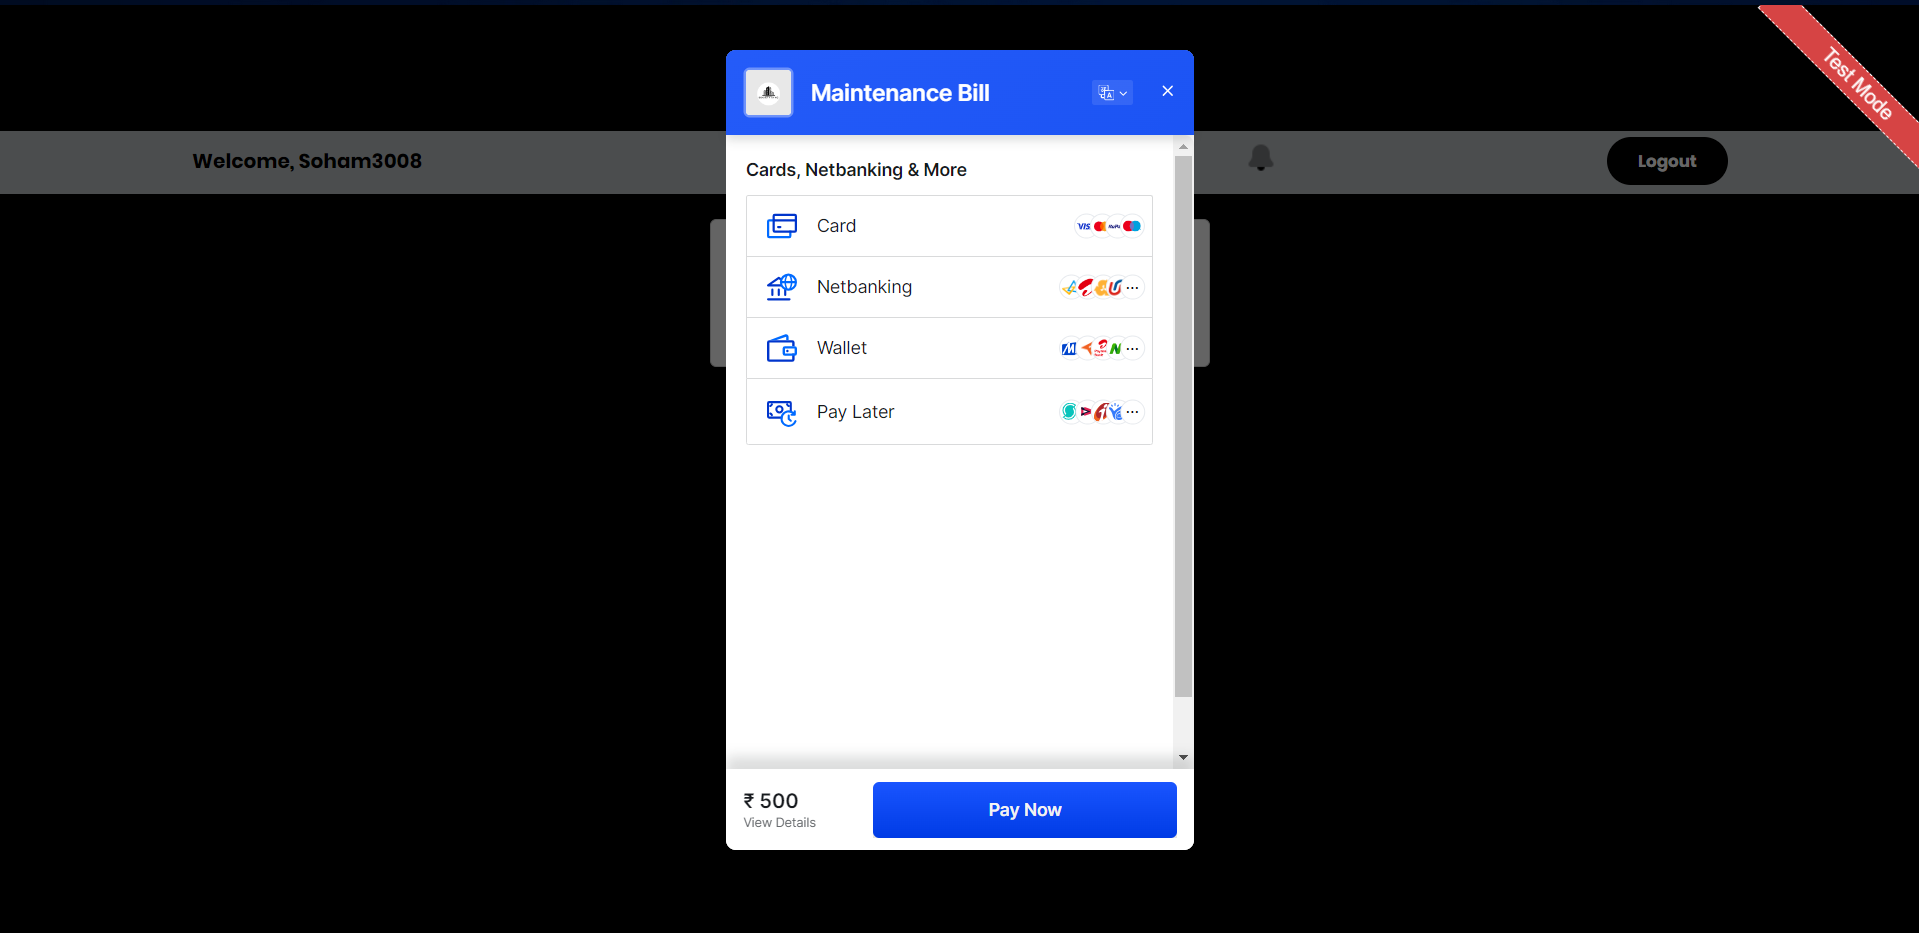 Test Mode
Maintenance Bill
Welcome, Soham3008
Logout
Cards, Netbanking & More
Card
VISA
Netbanking
Wallet
Pay Later
₹ 500
View Details
Pay Now